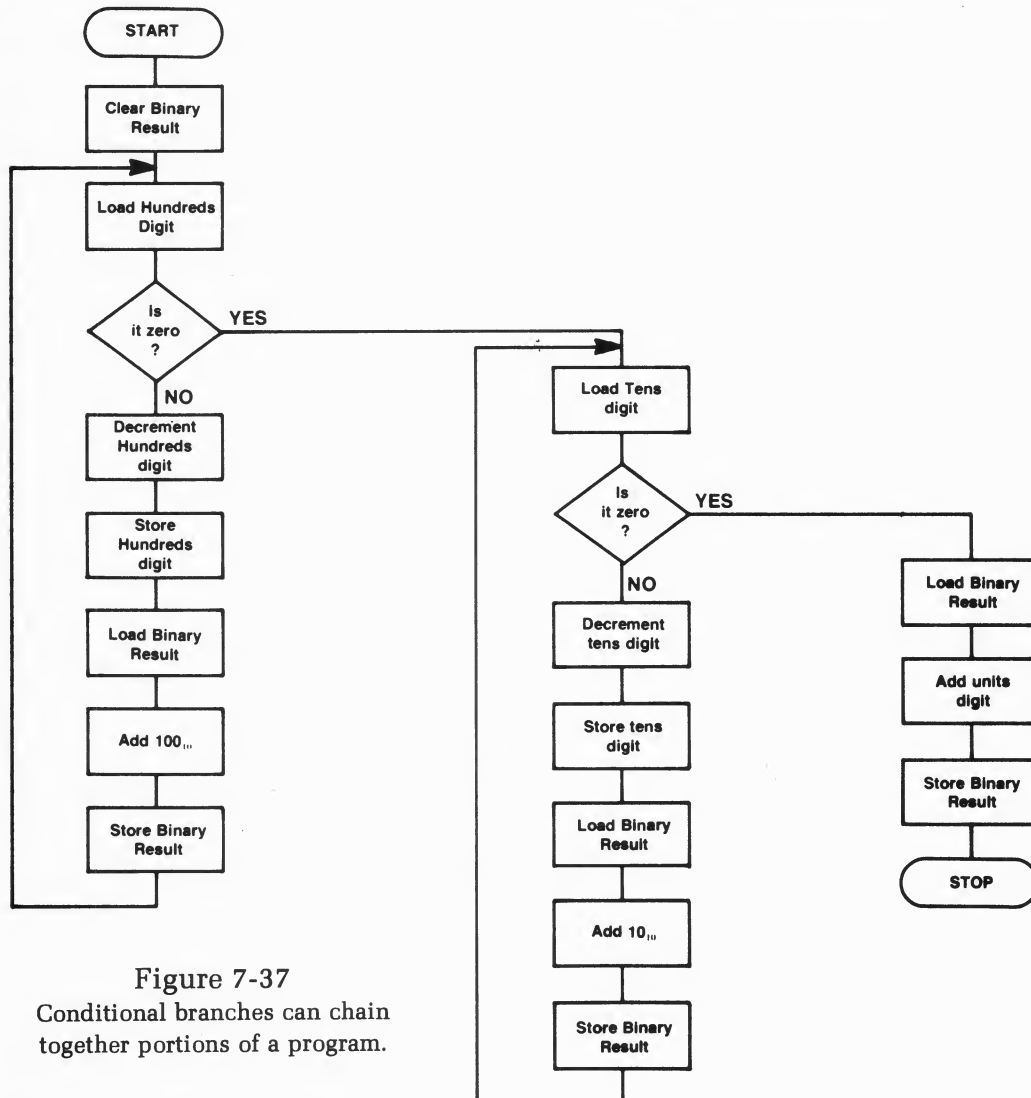 START
Clear Binary
Result
Load Hundreds
Digit
Is
it zero
?
YES
NO
Decrement
Hundreds
digit
Store
Hundreds
digit
Load Binary
Result
Add 100₁₀
Store Binary
Result
Load Tens
digit
Is
it zero
?
YES
NO
Decrement
tens digit
Store tens
digit
Load Binary
Result
Add 10₁₀
Store Binary
Result
Load Binary
Result
Add units
digit
Store Binary
Result
STOP
Figure 7-37
Conditional branches can chain
together portions of a program.